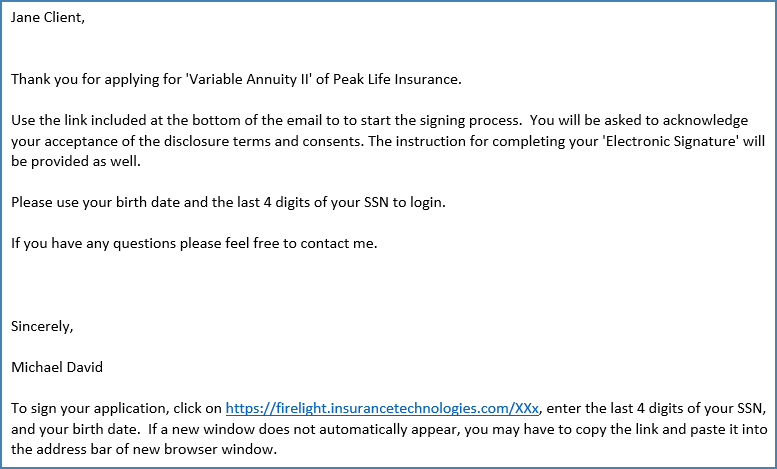 Jane Client,
Thank you for applying for 'Variable Annuity II' of Peak Life Insurance.
Use the link included at the bottom of the email to to start the signing process.  You will be asked to acknowledge
your acceptance of the disclosure terms and consents. The instruction for completing your 'Electronic Signature' will
be provided as well.
Please use your birth date and the last 4 digits of your SSN to login.
If you have any questions please feel free to contact me.
Sincerely,
Michael David
To sign your application, click on https://firelight.insurancetechnologies.com/XXx, enter the last 4 digits of your SSN,
and your birth date.  If a new window does not automatically appear, you may have to copy the link and paste it into
the address bar of new browser window.